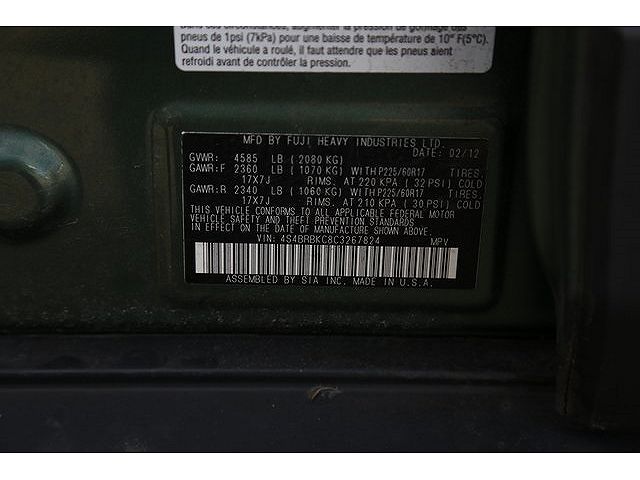 Dans ces circonstances, augmenter la pression de gonflage des
pneus de 1psi (7kPa) pour une baisse de température de 10° F(5°C).
Quand le véhicule a roulé, il faut attendre que les pneus aient
refroidi avant de contrôler la pression.
MFD BY FUJI HEAVY INDUSTRIES LTD.
DATE: 02/12
GVWR: 4585 LB ( 2080 KG)
GAWR:F 2360 LB ( 1070 KG) WITH P225/60R17 TIRES,
17X7J RIMS, AT 220 KPA ( 32 PSI) COLD
GAWR:R 2340 LB ( 1060 KG) WITH P225/60R17 TIRES,
17X7J RIMS, AT 210 KPA ( 30 PSI) COLD
THIS VEHICLE CONFORMS TO ALL APPLICABLE FEDERAL MOTOR
VEHICLE SAFETY AND THEFT PREVENTION STANDARDS
IN EFFECT ON THE DATE OF MANUFACTURE SHOWN ABOVE.
VIN: 4S4BRBKC8C3267824 MPV
ASSEMBLED BY SIA INC. MADE IN U.S.A.